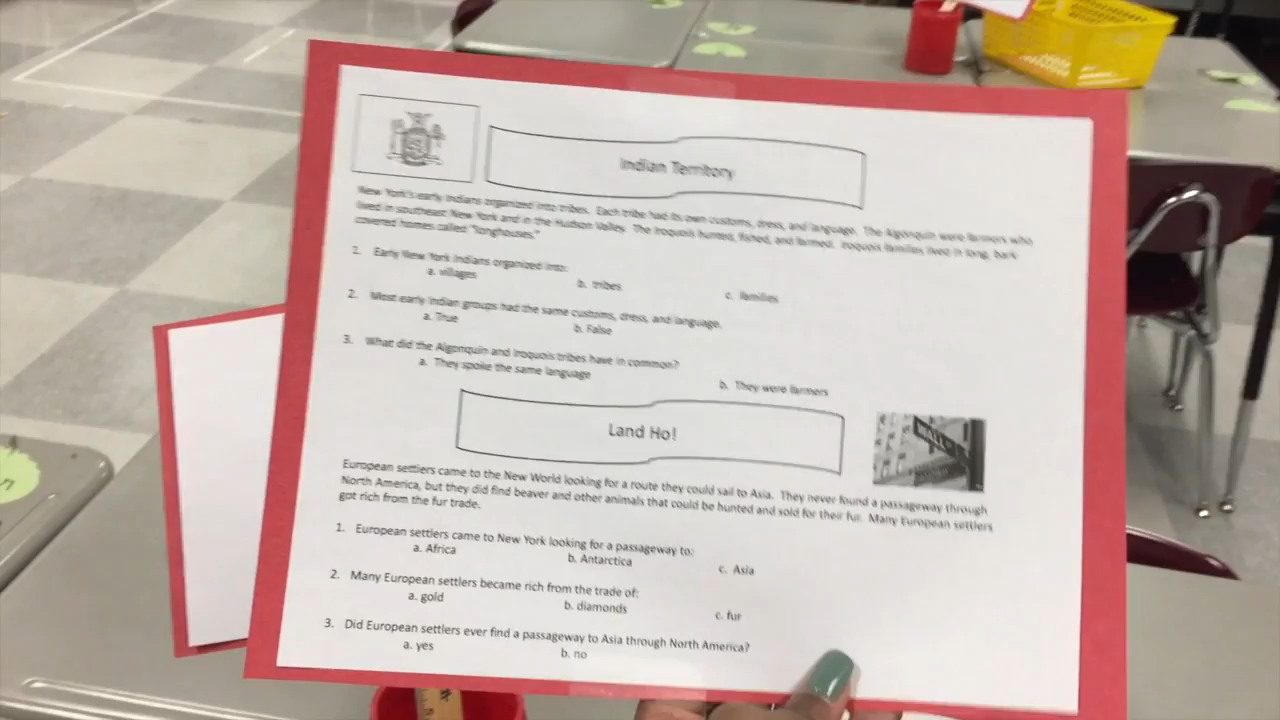 Indian Territory
New York's early Indians organized into tribes. Each tribe had its own customs, dress, and language. The Algonquin were farmers who
lived in southeast New York and in the Hudson Valley. The Iroquois hunted, fished, and farmed. Iroquois families lived in long, bark
covered homes called "longhouses."
1. Early New York Indians organized into:
a. villages b. tribes c. families
2. Most early Indian groups had the same customs, dress, and language.
a. True b. False
3. What did the Algonquin and Iroquois tribes have in common?
a. They spoke the same language b. They were farmers
Land Ho!
WALL ST
European settlers came to the New World looking for a route they could sail to Asia. They never found a passageway through
North America, but they did find beaver and other animals that could be hunted and sold for their fur. Many European settlers
got rich from the fur trade.
1. European settlers came to New York looking for a passageway to:
a. Africa b. Antarctica c. Asia
2. Many European settlers became rich from the trade of:
a. gold b. diamonds c. fur
3. Did European settlers ever find a passageway to Asia through North America?
a. yes b. no